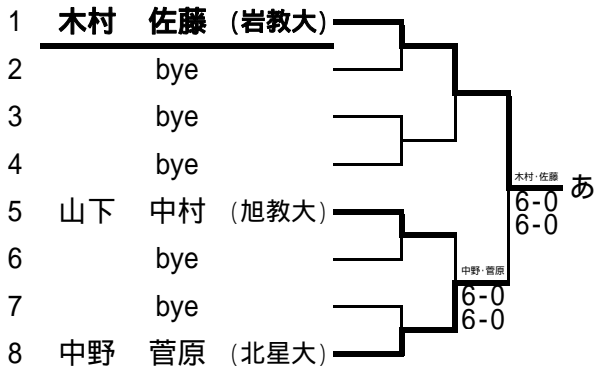 1 木村 佐藤 (岩教大)
2 bye
3 bye
4 bye
木村・佐藤 あ
6-0
6-0
5 山下 中村 (旭教大)
6 bye
中野・菅原
7 bye 6-0
6-0
8 中野 菅原 (北星大)